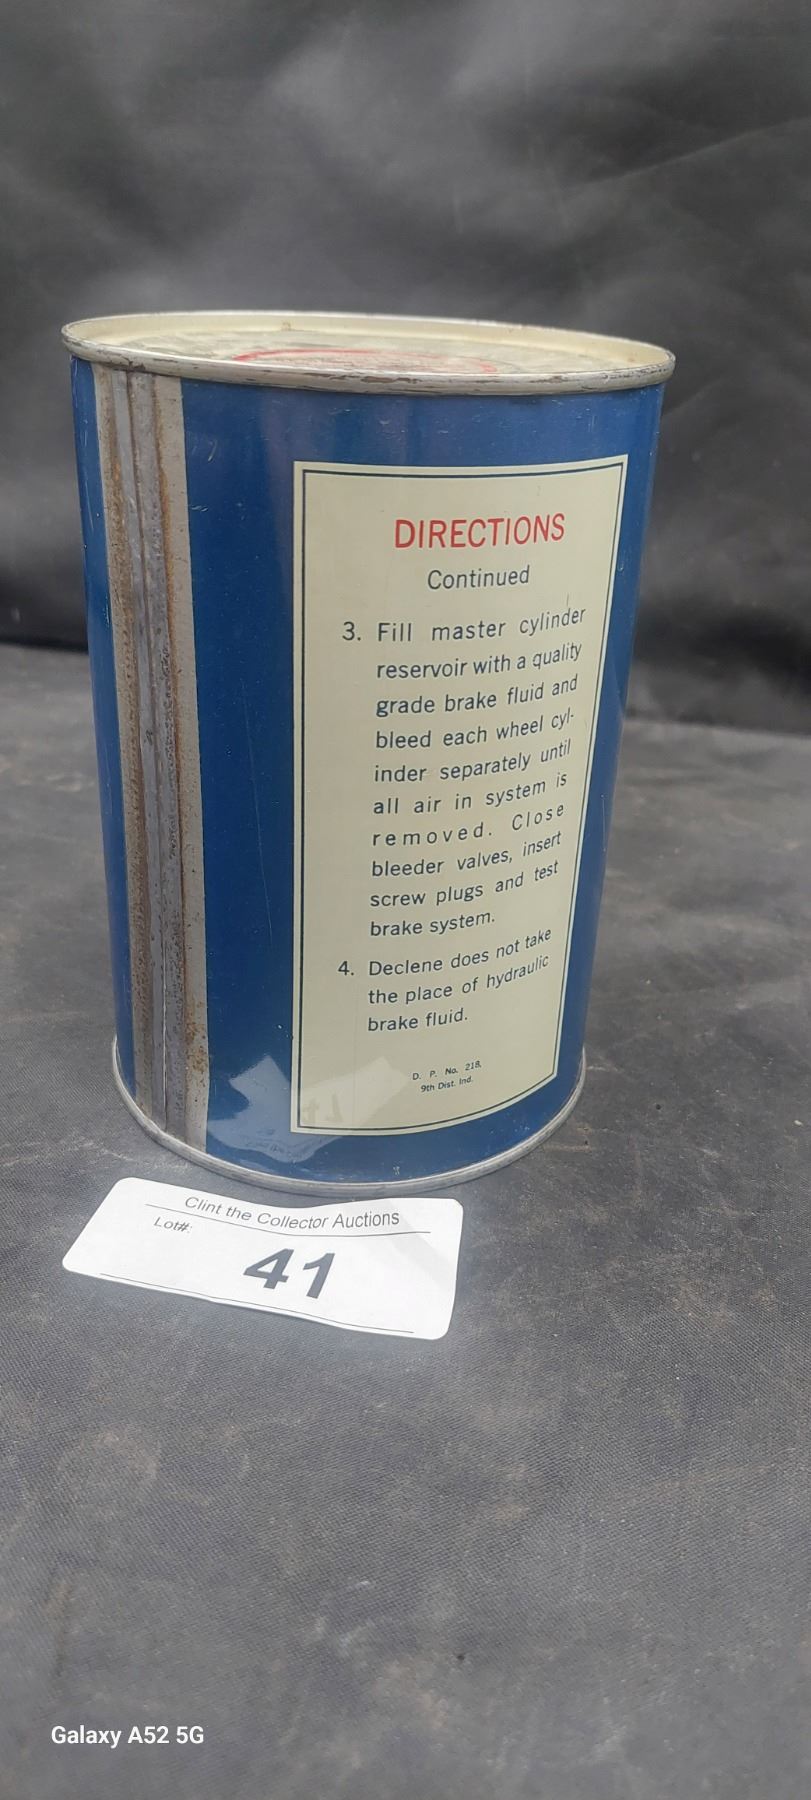 DIRECTIONS
Continued
3. Fill master cylinder
reservoir with a quality
grade brake fluid and
bleed each wheel cyl-
inder separately until
all air in system is
removed. Close
bleeder valves, insert
screw plugs and test
brake system.
4. Declene does not take
the place of hydraulic
brake fluid.
D. P. No. 218,
9th Dist. Ind.
Clint the Collector Auctions
Lot#:
41
Galaxy A52 5G